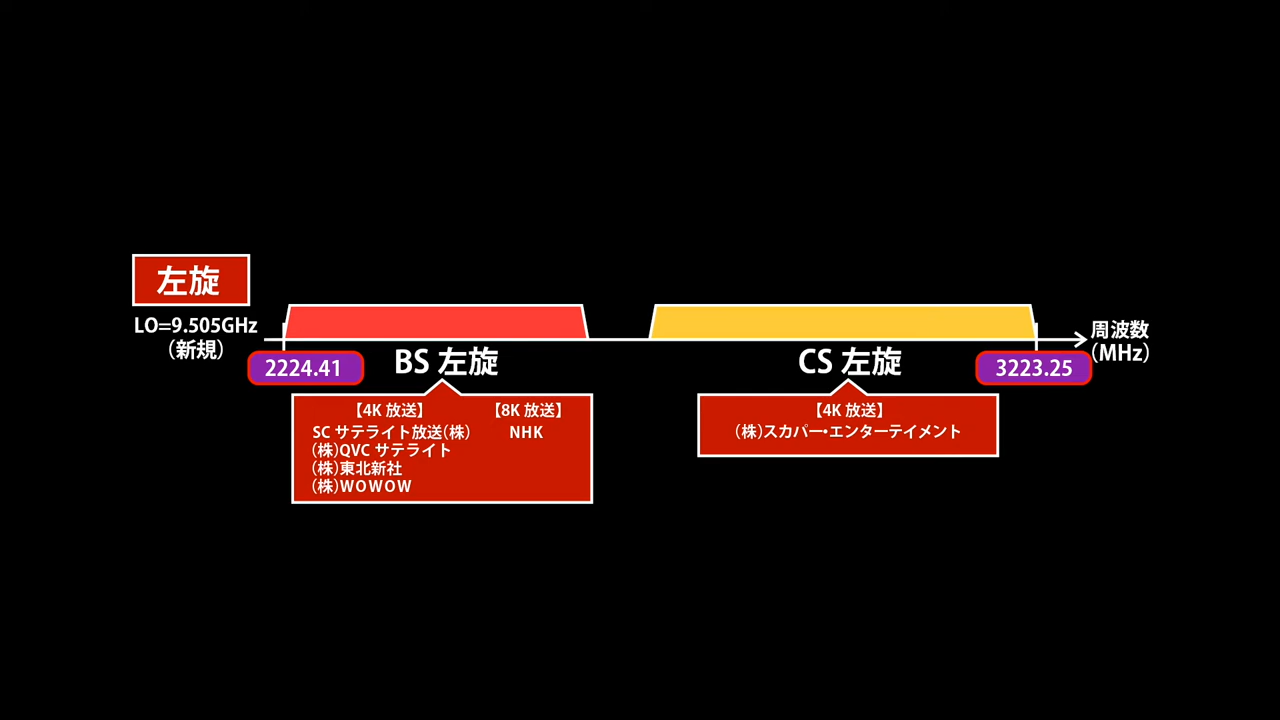 左旋
LO=9.505GHz
(新規)
2224.41
BS 左旋
CS 左旋
3223.25
周波数
(MHz)
【4K 放送】
SC サテライト放送(株)
(株)QVC サテライト
(株)東北新社
(株)WOWOW
【8K 放送】
NHK
【4K 放送】
(株)スカパー・エンターテイメント